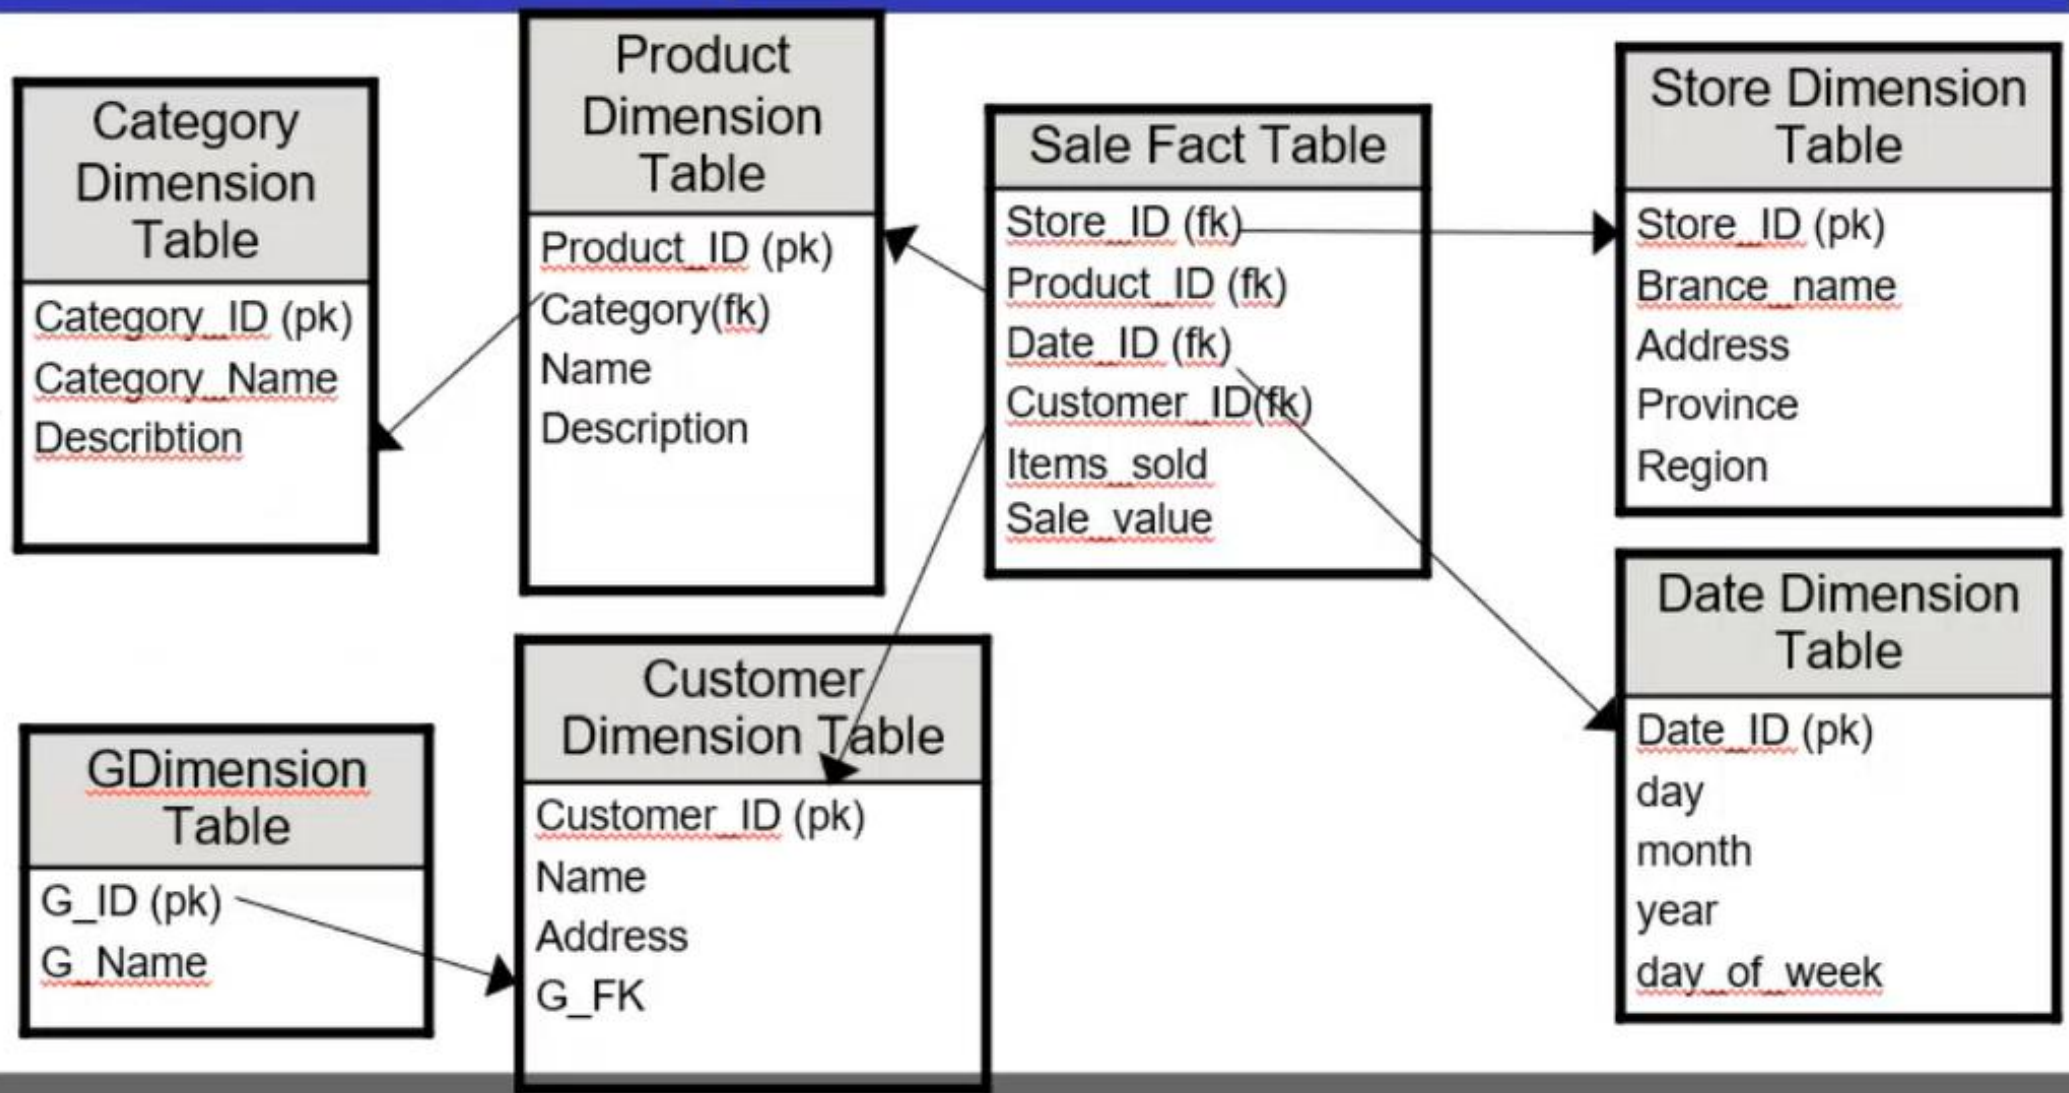 Category
Dimension
Table
Category_ID (pk)
Category_Name
Describtion
Product
Dimension
Table
Product_ID (pk)
Category(fk)
Name
Description
Sale Fact Table
Store_ID (fk)
Product_ID (fk)
Date_ID (fk)
Customer_ID(fk)
Items_sold
Sale_value
Store Dimension
Table
Store_ID (pk)
Brance_name
Address
Province
Region
GDimension
Table
G_ID (pk)
G_Name
Customer
Dimension Table
Customer_ID (pk)
Name
Address
G_FK
Date Dimension
Table
Date_ID (pk)
day
month
year
day_of_week